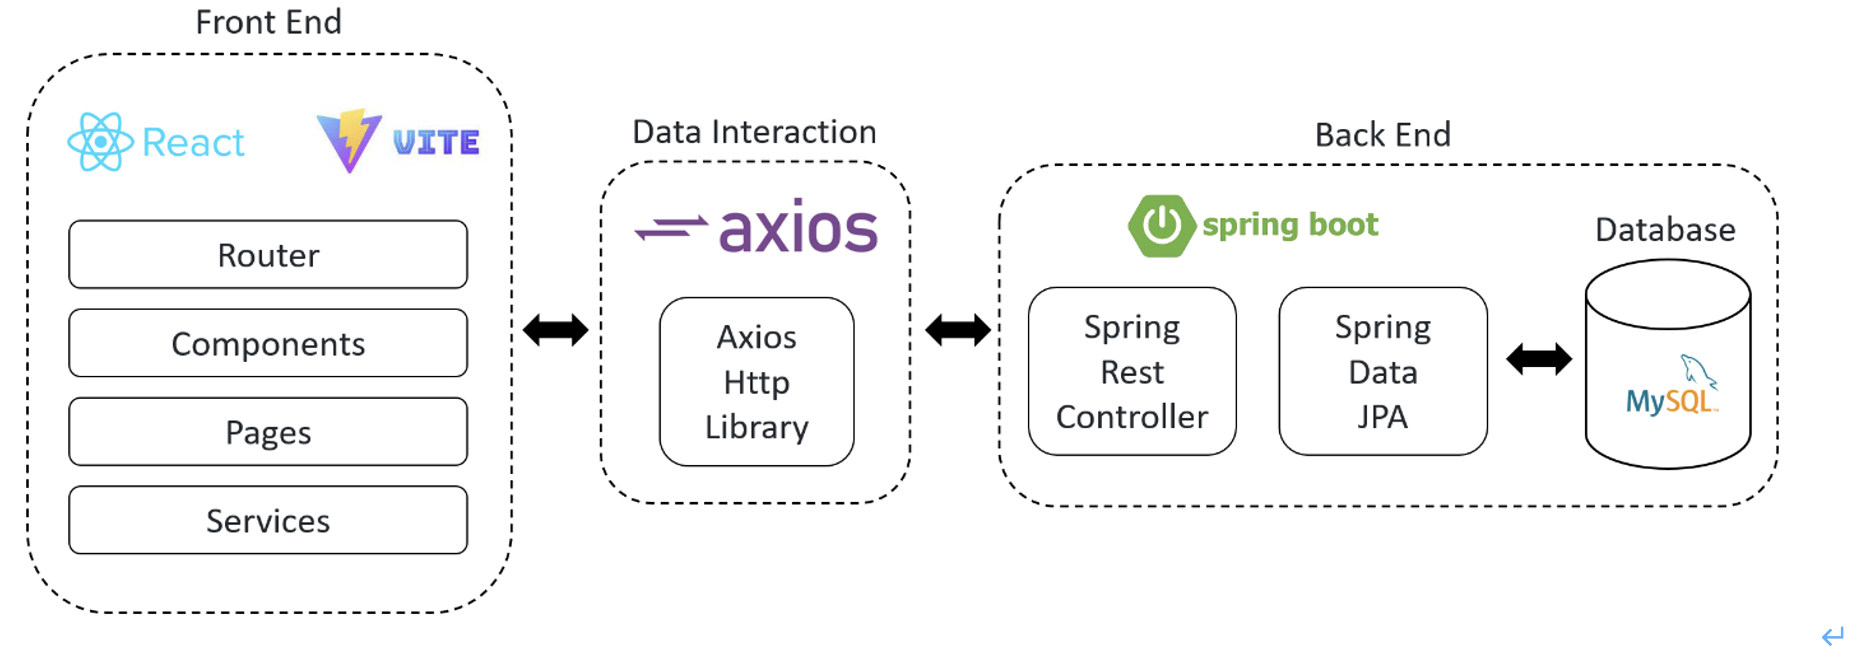 Front End
React
VITE
Router
Components
Pages
Services
Data Interaction
axios
Axios
Http
Library
Back End
spring boot
Spring
Rest
Controller
Spring
Data
JPA
Database
MySQL™